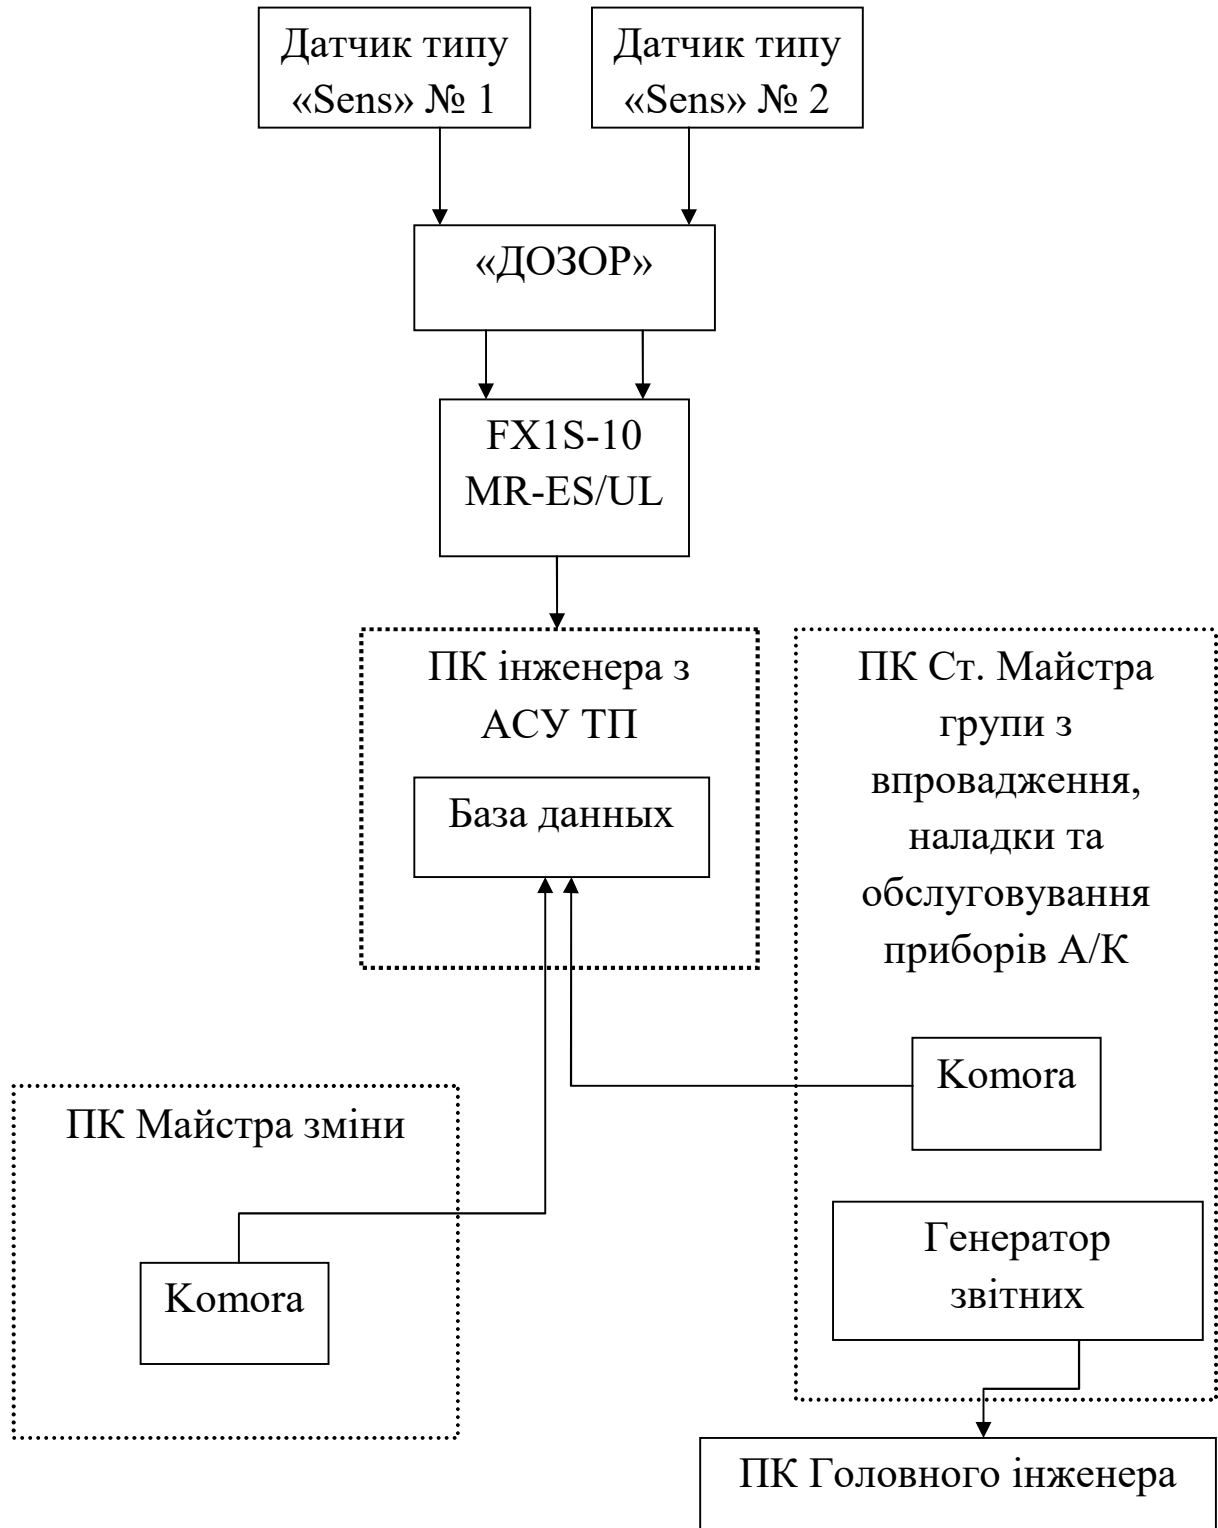 Датчик типу
«Sens» № 1
Датчик типу
«Sens» № 2
«ДОЗОР»
FX1S-10
MR-ES/UL
ПК інженера з
АСУ ТП
База данных
ПК Ст. Майстра
групи з
впровадження,
наладки та
обслуговування
приборів А/К
Komora
ПК Майстра зміни
Komora
Генератор
звітних
ПК Головного інженера